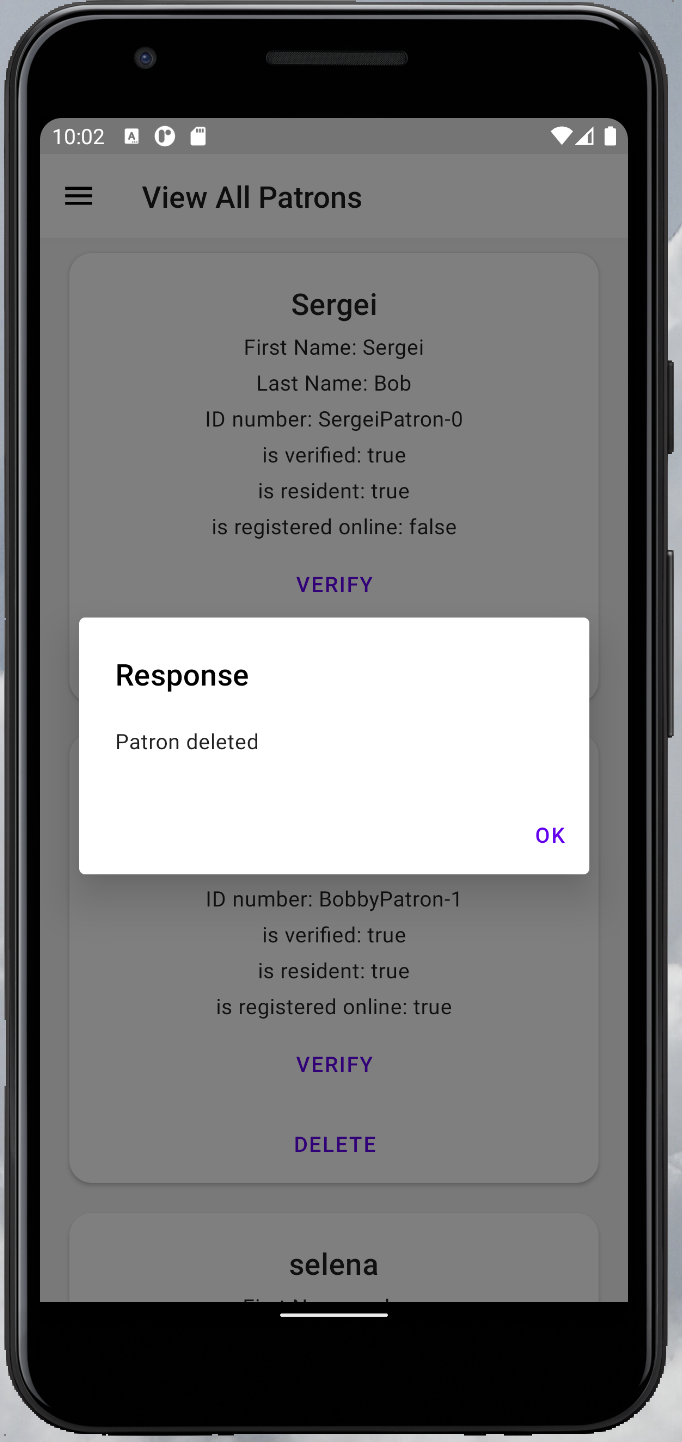 10:02
View All Patrons
Sergei
First Name: Sergei
Last Name: Bob
ID number: SergeiPatron-0
is verified: true
is resident: true
is registered online: false
VERIFY
Response
Patron deleted
OK
ID number: BobbyPatron-1
is verified: true
is resident: true
is registered online: true
VERIFY
DELETE
selena